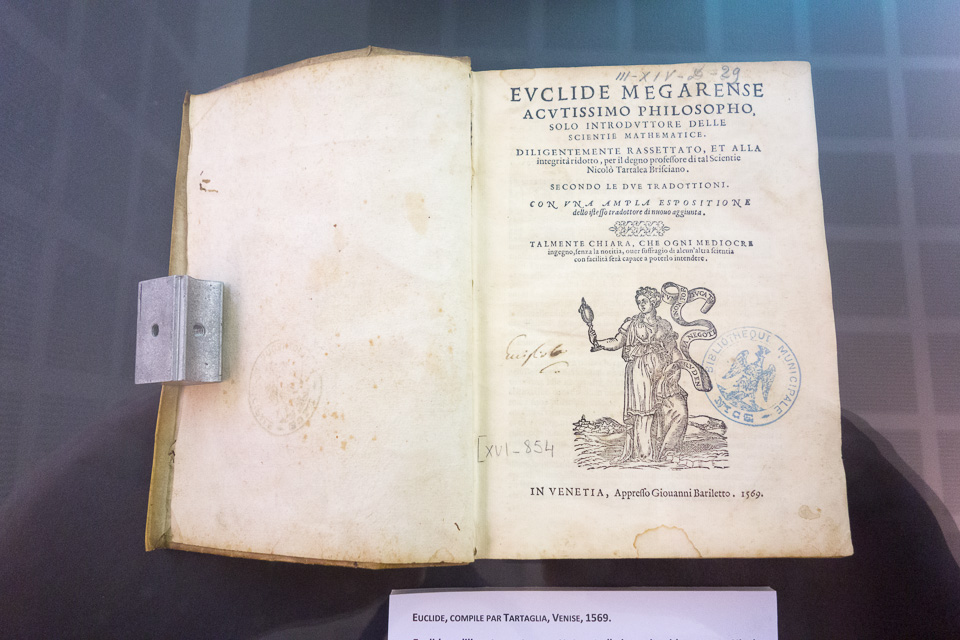 III-XIV-D-29
EVCLIDE MEGARENSE
ACVTISSIMO PHILOSOPHO,
SOLO INTRODVTTORE DELLE
SCIENTIE MATHEMATICE.
DILIGENTEMENTE RASSETTATO, ET ALLA
integrità ridotto, per il degno professore di tal Scientie
Nicolò Tartalea Brisciano.
SECONDO LE DVE TRADOTTIONI.
CON VNA AMPLA ESPOSITIONE
dello istesso tradottore di nuouo aggiunta.
TALMENTE CHIARA, CHE OGNI MEDIOCRE
ingegno, senza la notitia, ouer suffragio di alcun'altra scientia
con facilità serà capace a poterlo intendere.
NEGOTI
BIBLIOTHÈQUE MUNICIPALE
[XVI-854
IN VENETIA, Appresso Giouanni Bariletto. 1569.
EUCLIDE, COMPILE PAR TARTAGLIA, VENISE, 1569.